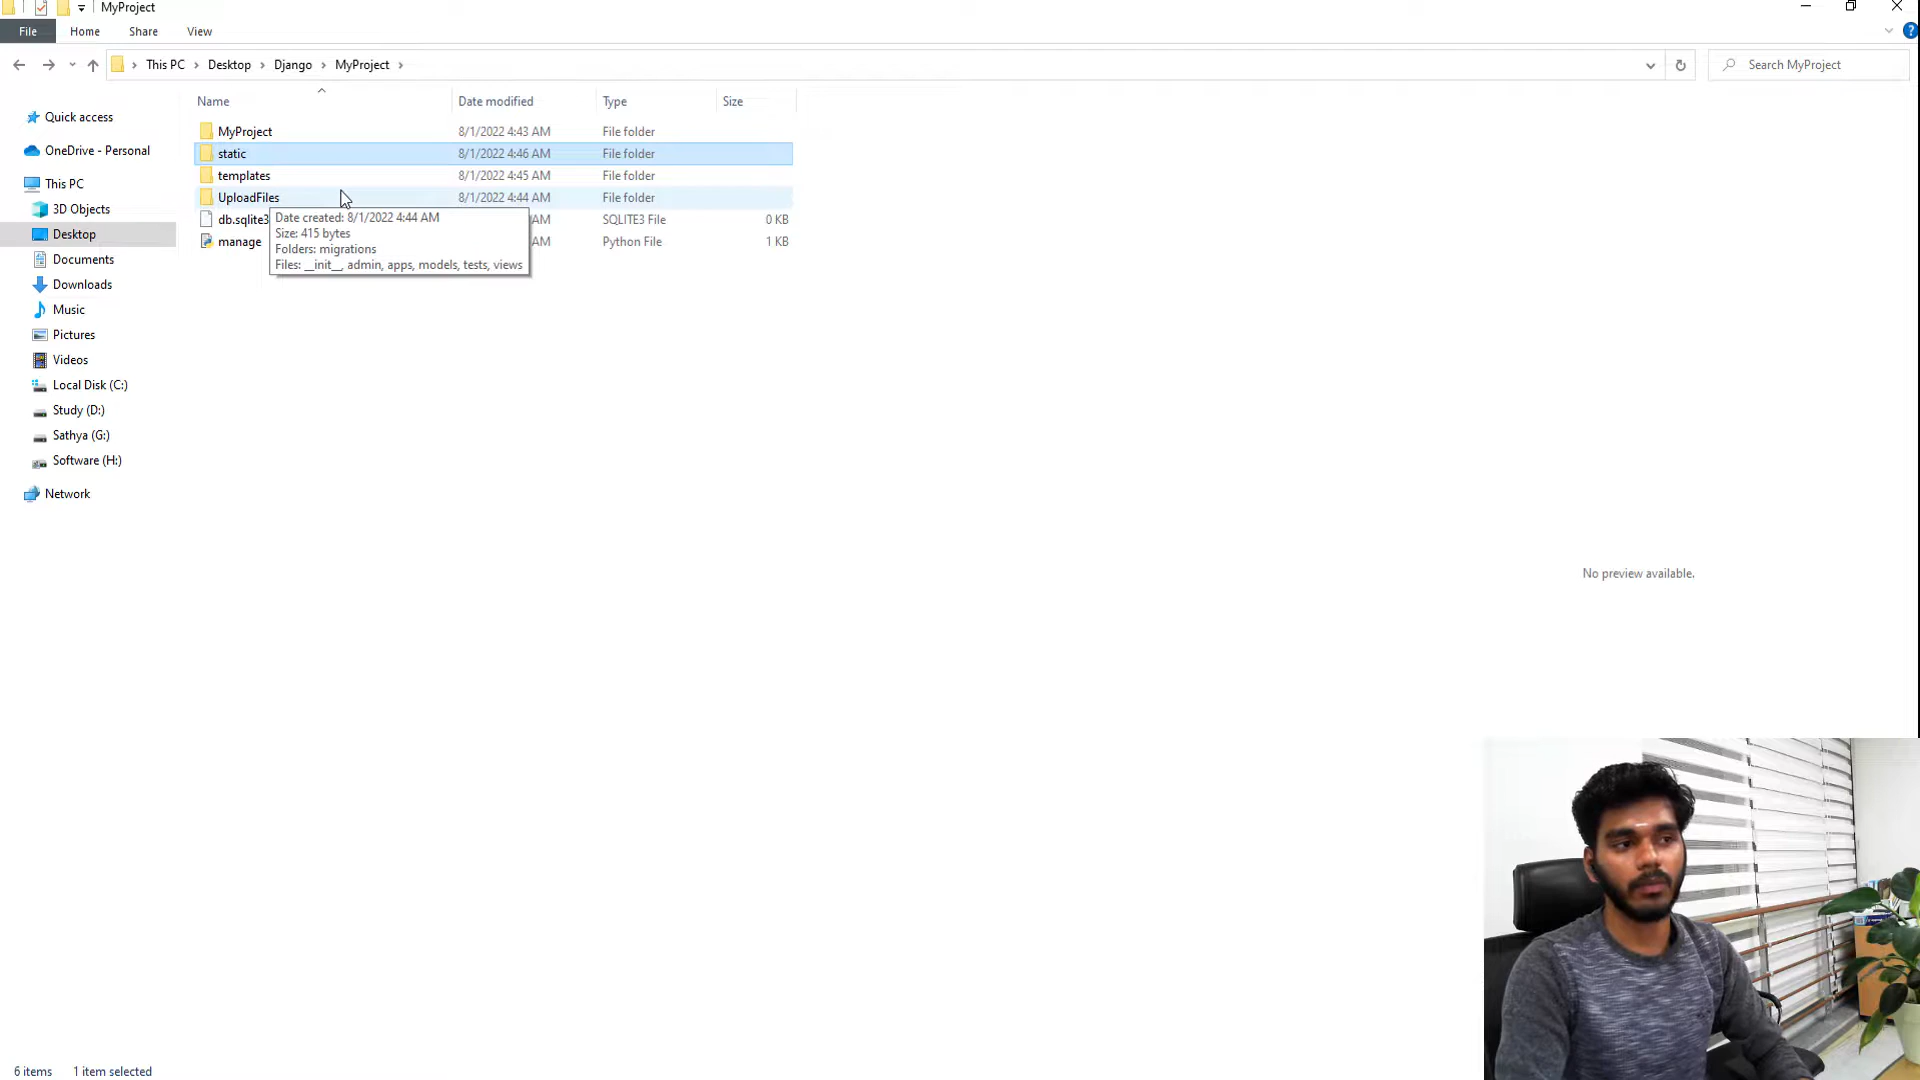 MyProject
File Home Share View
This PC Desktop Django MyProject
Search MyProject
Name Date modified Type Size
Quick access
OneDrive - Personal
This PC
3D Objects
Desktop
Documents
Downloads
Music
Pictures
Videos
Local Disk (C:)
Study (D:)
Sathya (G:)
Software (H:)
Network
MyProject 8/1/2022 4:43 AM File folder
static 8/1/2022 4:46 AM File folder
templates 8/1/2022 4:45 AM File folder
UploadFiles 8/1/2022 4:44 AM File folder
db.sqlite3 AM SQLITE3 File 0 KB
manage AM Python File 1 KB
Date created: 8/1/2022 4:44 AM
Size: 415 bytes
Folders: migrations
Files: __init__, admin, apps, models, tests, views
No preview available.
6 items 1 item selected